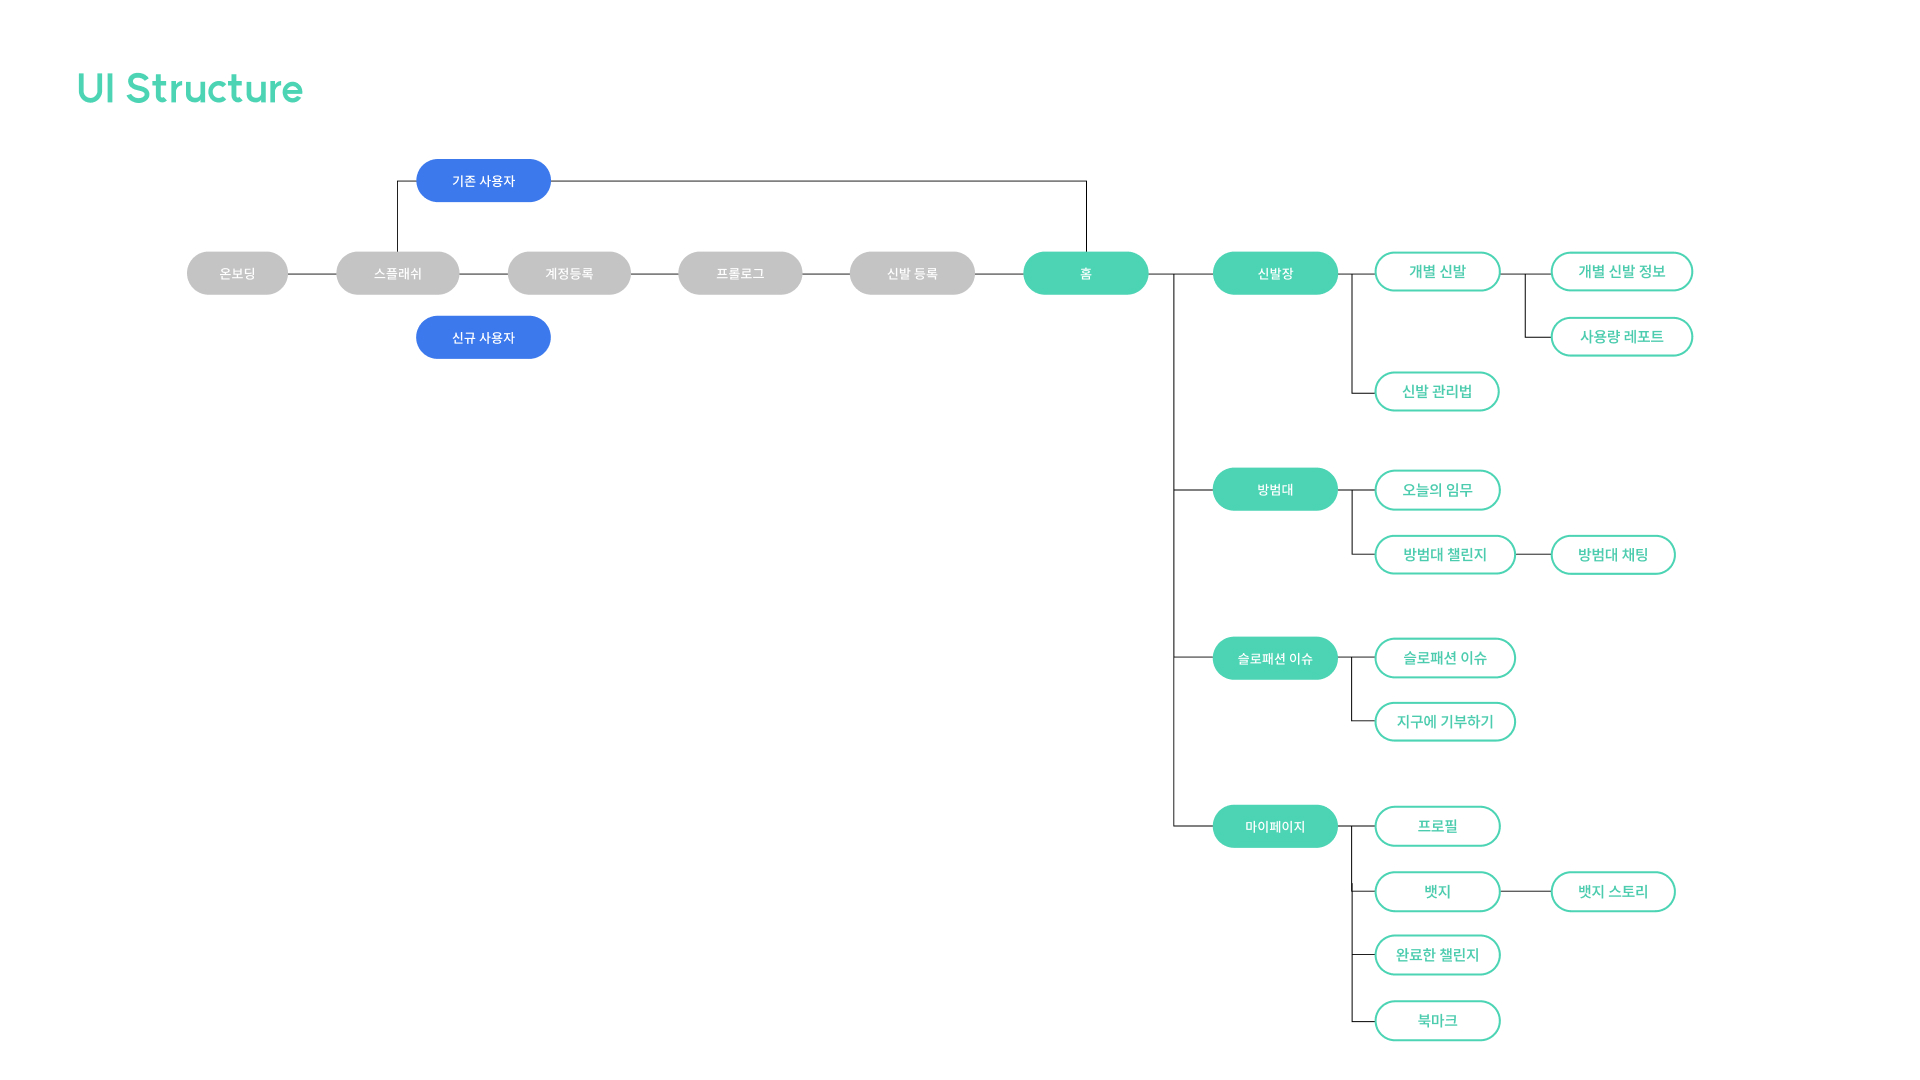 UI Structure
기존 사용자
온보딩
스플래쉬
계정등록
프롤로그
신발 등록
홈
신발장
개별 신발
개별 신발 정보
신규 사용자
사용량 레포트
신발 관리법
방범대
오늘의 임무
방범대 챌린지
방범대 채팅
슬로패션 이슈
슬로패션 이슈
지구에 기부하기
마이페이지
프로필
뱃지
뱃지 스토리
완료한 챌린지
북마크